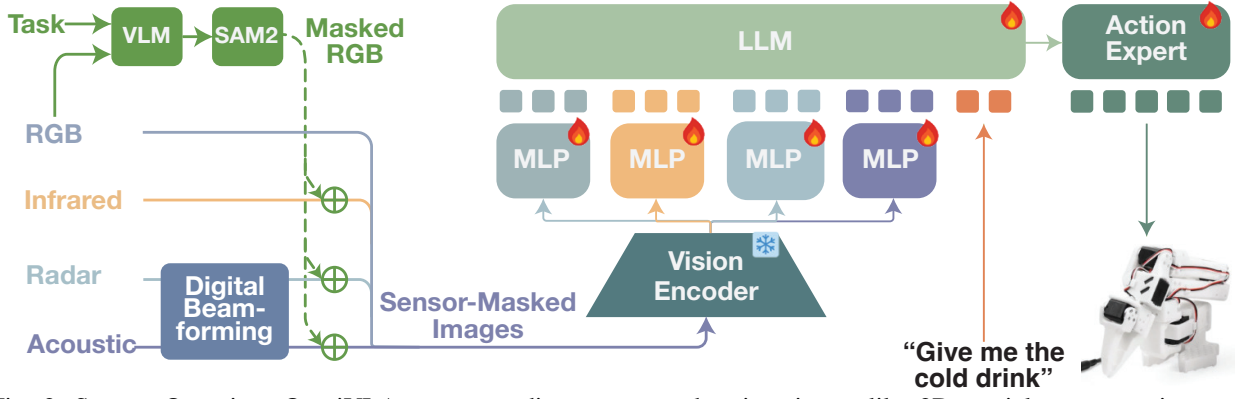 Task
VLM
SAM2
Masked
RGB
LLM
Action
Expert
RGB
MLP
MLP
MLP
MLP
Infrared
Radar
Digital
Beam-
forming
Vision
Encoder
Sensor-Masked
Images
Acoustic
“Give me the
cold drink”